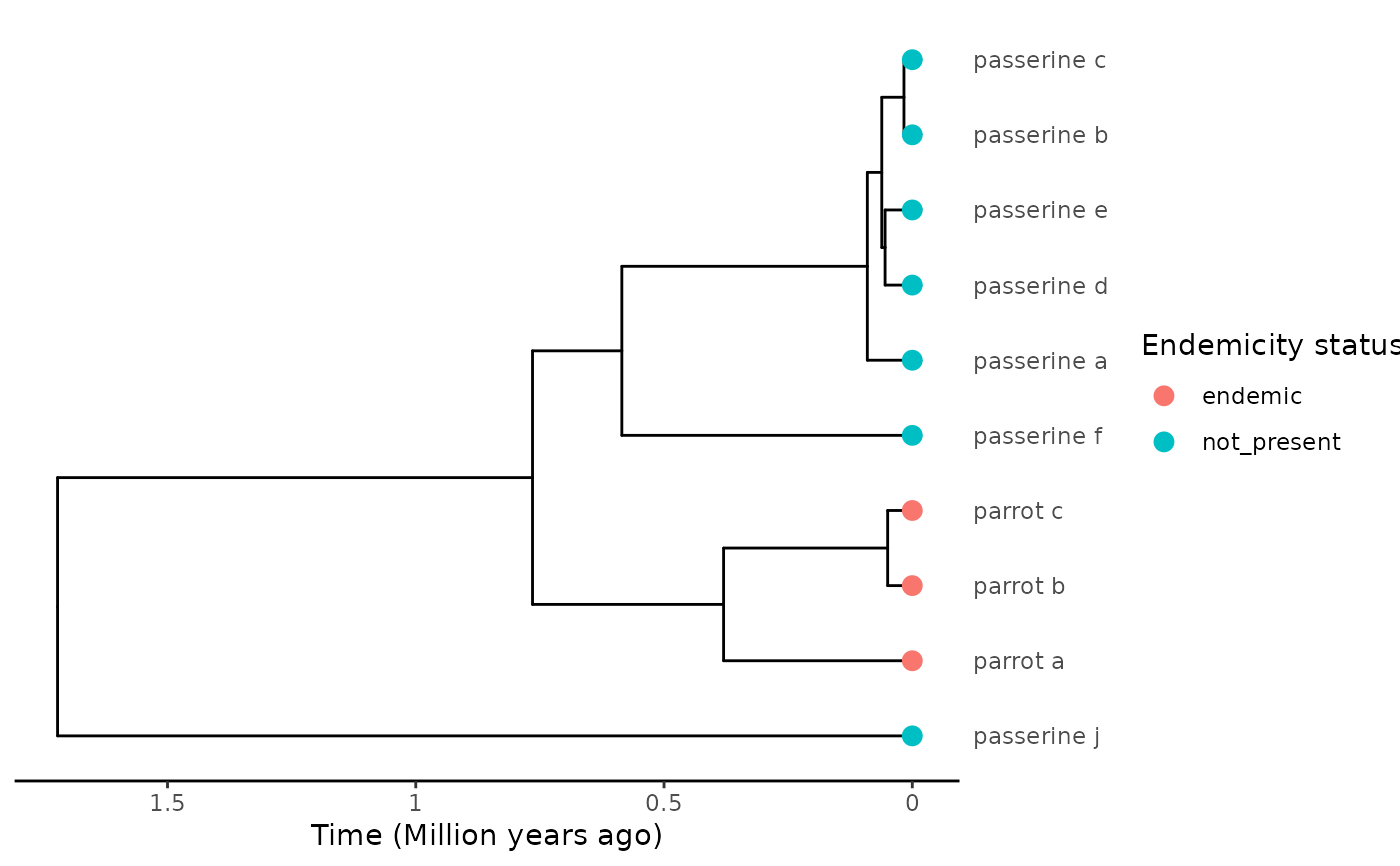 passerine c
passerine b
passerine e
passerine d
passerine a
passerine f
parrot c
parrot b
parrot a
passerine j
Endemicity status
endemic
not_present
1.5 1 0.5 0
Time (Million years ago)